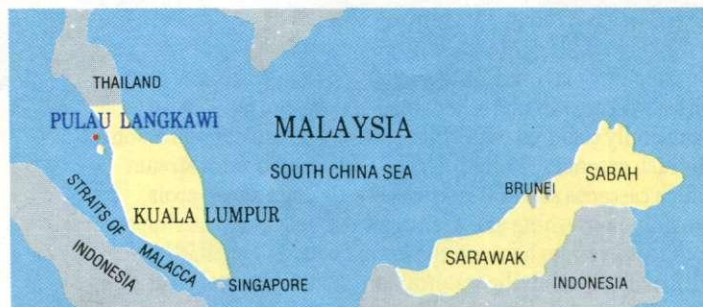 THAILAND
PULAU LANGKAWI
MALAYSIA
SOUTH CHINA SEA
BRUNEI
SABAH
STRAITS OF MALACCA
KUALA LUMPUR
INDONESIA
SINGAPORE
SARAWAK
INDONESIA